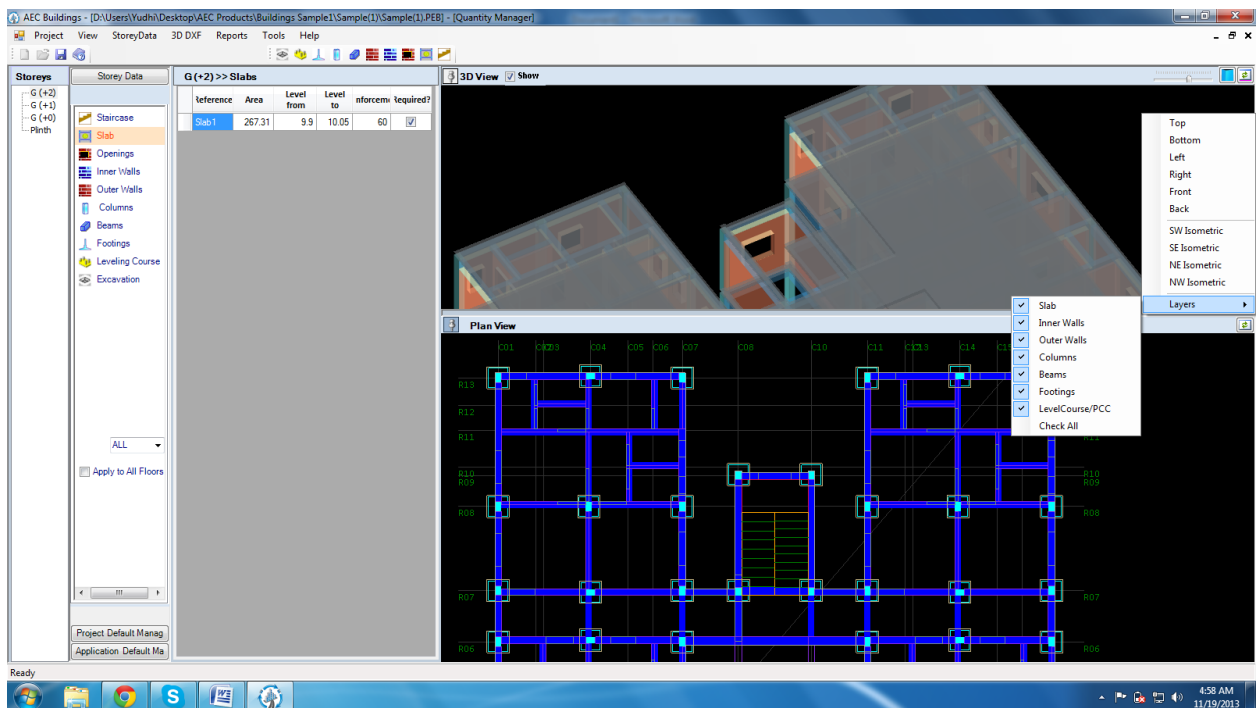 AEC Buildings - [D:\Users\Yudhi\Desktop\AEC Products\Buildings Sample1\Sample(1)\Sample(1).PEB] - [Quantity Manager]
Project View StoreyData 3D DXF Reports Tools Help
Storeys
G (+2)
G (+1)
G (+0)
Plinth
Storey Data
Staircase
Slab
Openings
Inner Walls
Outer Walls
Columns
Beams
Footings
Leveling Course
Excavation
ALL
Apply to All Floors
Project Default Manag
Application Default Ma
G (+2) >> Slabs
Area Level from Level to
Slab1 267.31 9.9 10.05 60
3D View Show
Top
Bottom
Left
Right
Front
Back
SW Isometric
SE Isometric
NE Isometric
NW Isometric
Layers
Slab
Inner Walls
Outer Walls
Columns
Beams
Footings
LevelCourse/PCC
Check All
Plan View
C01 C04 C05 C06 C07 C08 C10 C11 C14
R13
R12
R11 R11
R10 R10
R09 R09
R08 R08
R07 R07
R06 R06
Ready
4:58 AM
11/19/2013